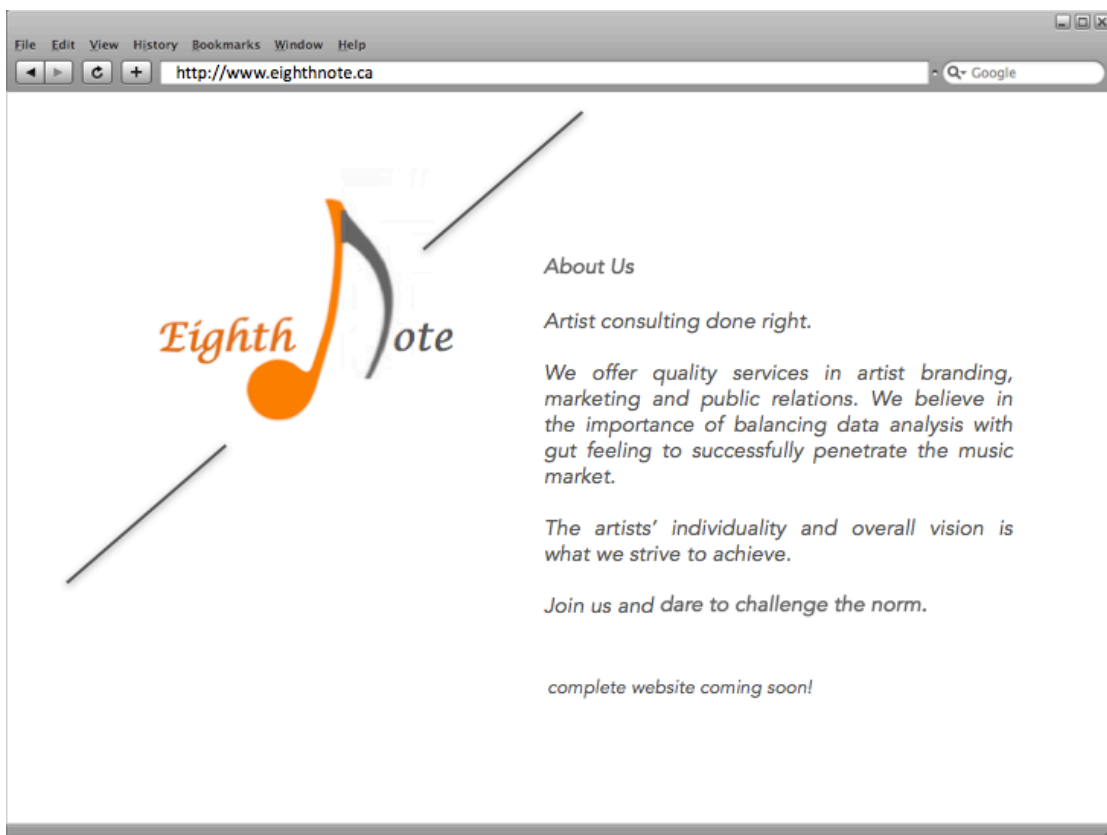 File Edit View History Bookmarks Window Help
http://www.eighthnote.ca
Google
Eighth Note
About Us
Artist consulting done right.
We offer quality services in artist branding,
marketing and public relations. We believe in
the importance of balancing data analysis with
gut feeling to successfully penetrate the music
market.
The artists’ individuality and overall vision is
what we strive to achieve.
Join us and dare to challenge the norm.
complete website coming soon!